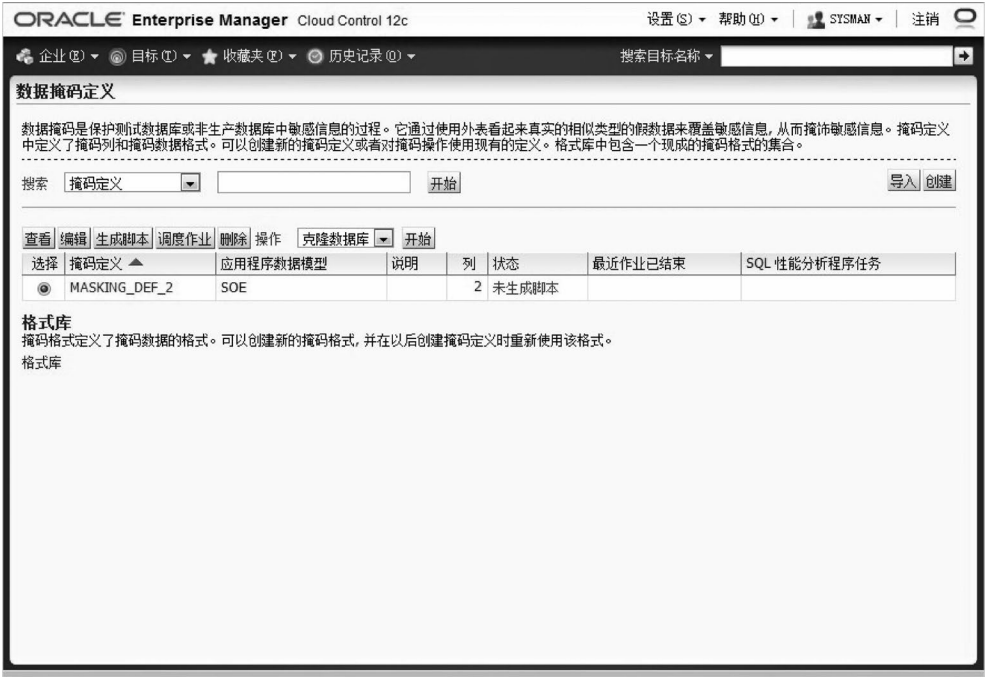 ORACLE Enterprise Manager Cloud Control 12c 设置(S) 帮助(H) SYSMAN 注销
企业(E) 目标(T) 收藏夹(F) 历史记录(O) 搜索目标名称
数据掩码定义
数据掩码是保护测试数据库或非生产数据库中敏感信息的过程。它通过使用外表看起来真实的相似类型的假数据来覆盖敏感信息, 从而掩饰敏感信息。掩码定义
中定义了掩码列和掩码数据格式。可以创建新的掩码定义或者对掩码操作使用现有的定义。格式库中包含一个现成的掩码格式的集合。
搜索 掩码定义 开始 导入 创建
查看 编辑 生成脚本 调度作业 删除 操作 克隆数据库 开始
选择 掩码定义 应用程序数据模型 说明 列 状态 最近作业已结束 SQL 性能分析程序任务
MASKING_DEF_2 SOE 2 未生成脚本
格式库
掩码格式定义了掩码数据的格式。可以创建新的掩码格式, 并在以后创建掩码定义时重新使用该格式。
格式库